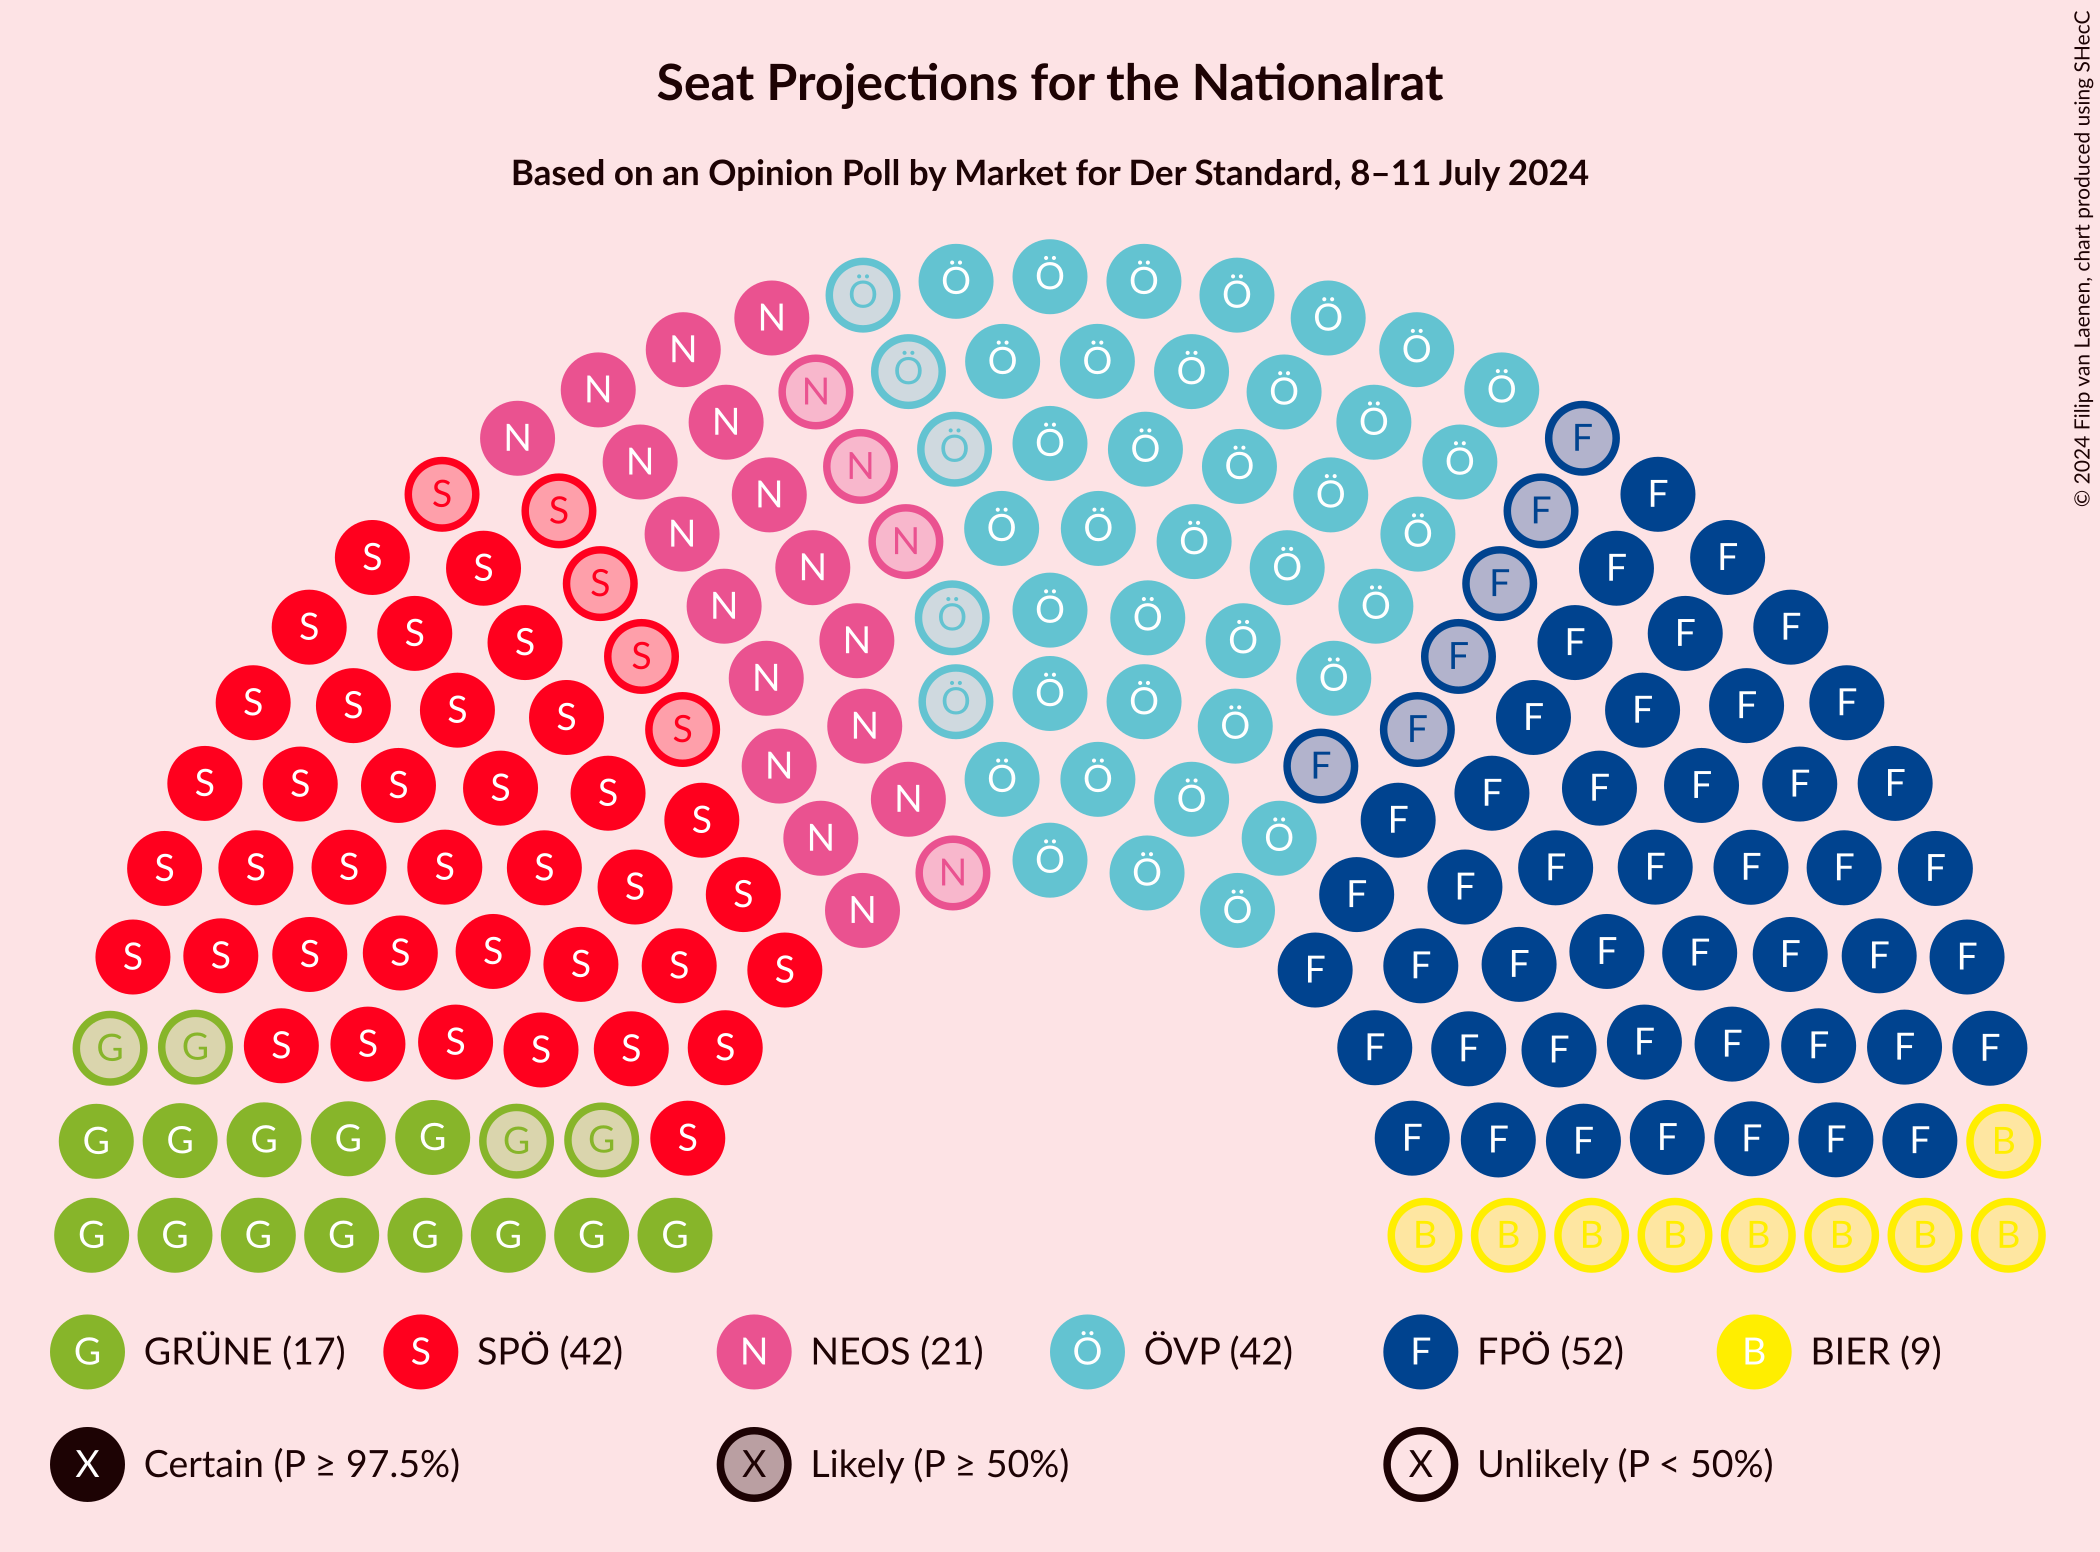 Seat Projections for the Nationalrat
Based on an Opinion Poll by Market for Der Standard, 8–11 July 2024
© 2024 Filip van Laenen, chart produced using SHecC
Ö Ö Ö Ö Ö
N Ö
N Ö
N Ö Ö Ö Ö Ö Ö
N N Ö
N Ö
N N Ö Ö Ö Ö F
N N Ö Ö
S S N Ö F
S N N Ö Ö Ö Ö F F
S S N Ö F
S S N Ö F F
S S S N Ö Ö Ö F F F
S S N N Ö Ö F F
S S S S N Ö Ö Ö F F F F
S S S S S N Ö Ö F F F F F
S S S S S N N Ö Ö Ö F F F F F F
S S N Ö F
S S S S S S S N Ö Ö F F F F F F F
N Ö
S S S S S S S S F F F F F F F F
G G S S S S S S F F F F F F F F
G G G G G G G S F F F F F F F B
G G G G G G G G B B B B B B B B
G GRÜNE (17) S SPÖ (42) N NEOS (21) Ö ÖVP (42) F FPÖ (52) B BIER (9)
X Certain (P ≥ 97.5%) X Likely (P ≥ 50%) X Unlikely (P < 50%)